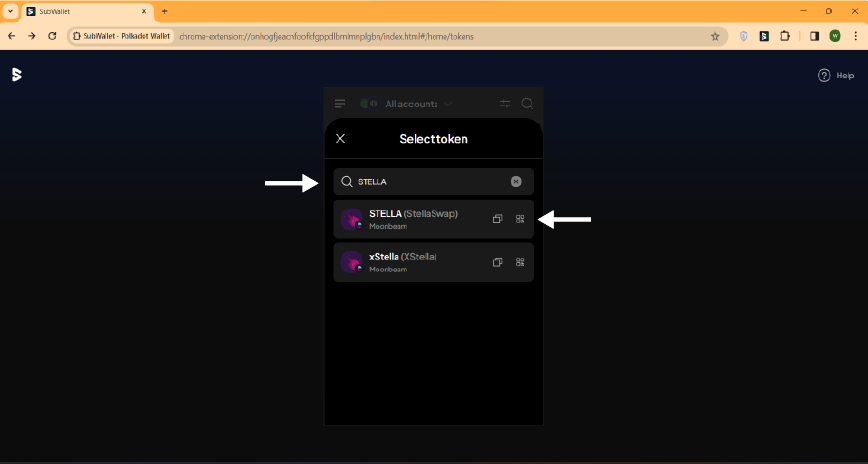 SubWallet
SubWallet - Polkadot Wallet
chrome-extension://onhogfjeacnfoofkfgppdlbmlmnplgbn/index.html#/home/tokens
W
Help
All accounts
Select token
STELLA
STELLA (StellaSwap)
Moonbeam
xStella (XStella)
Moonbeam